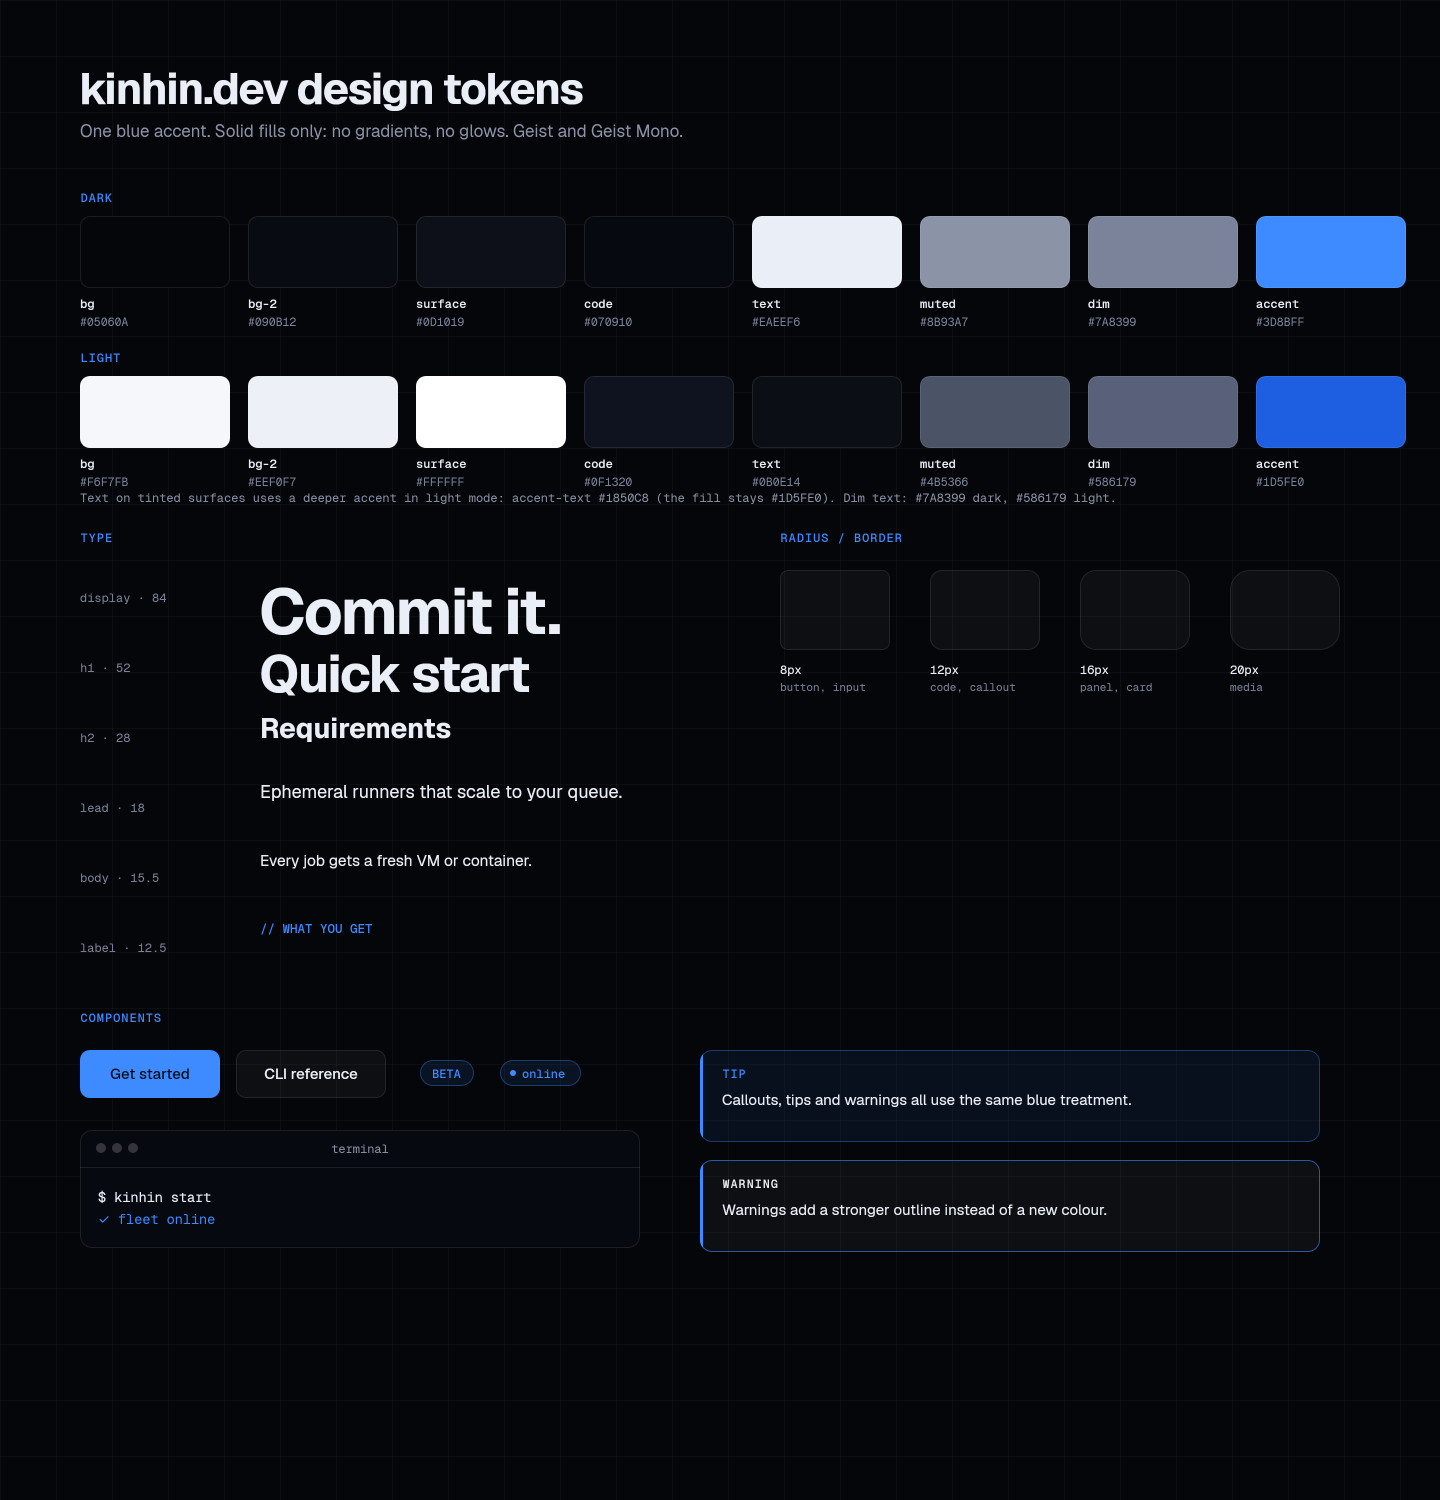 kinhin.dev design tokens
One blue accent. Solid fills only: no gradients, no glows. Geist and Geist Mono.
DARK
bg bg-2 surface code text muted dim accent
#05060A #090B12 #0D1019 #070910 #EAEEF6 #8B93A7 #7A8399 #3D8BFF
LIGHT
bg bg-2 surface code text muted dim accent
#F6F7FB #EEF0F7 #FFFFFF #0F1320 #0B0E14 #4B5366 #586179 #1D5FE0
Text on tinted surfaces uses a deeper accent in light mode: accent-text #1850C8 (the fill stays #1D5FE0). Dim text: #7A8399 dark, #586179 light.
TYPE
display · 84
Commit it.
h1 · 52
Quick start
h2 · 28
Requirements
lead · 18
Ephemeral runners that scale to your queue.
body · 15.5
Every job gets a fresh VM or container.
label · 12.5
// WHAT YOU GET
RADIUS / BORDER
8px 12px 16px 20px
button, input code, callout panel, card media
COMPONENTS
Get started CLI reference BETA online
terminal
$ kinhin start
✓ fleet online
TIP
Callouts, tips and warnings all use the same blue treatment.
WARNING
Warnings add a stronger outline instead of a new colour.